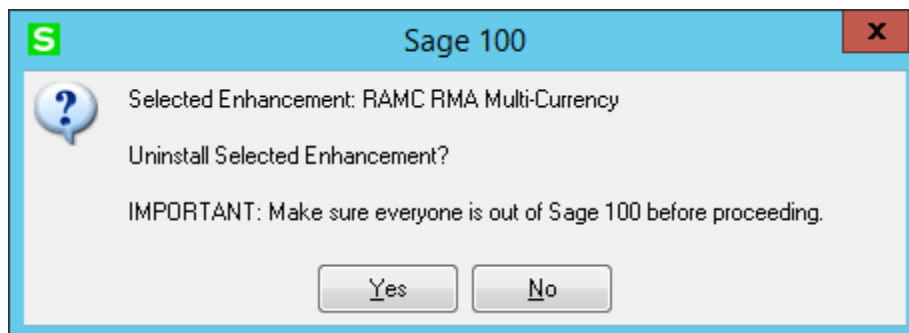 S
Sage 100
x
?
Selected Enhancement: RAMC RMA Multi-Currency
Uninstall Selected Enhancement?
IMPORTANT: Make sure everyone is out of Sage 100 before proceeding.
Yes
No